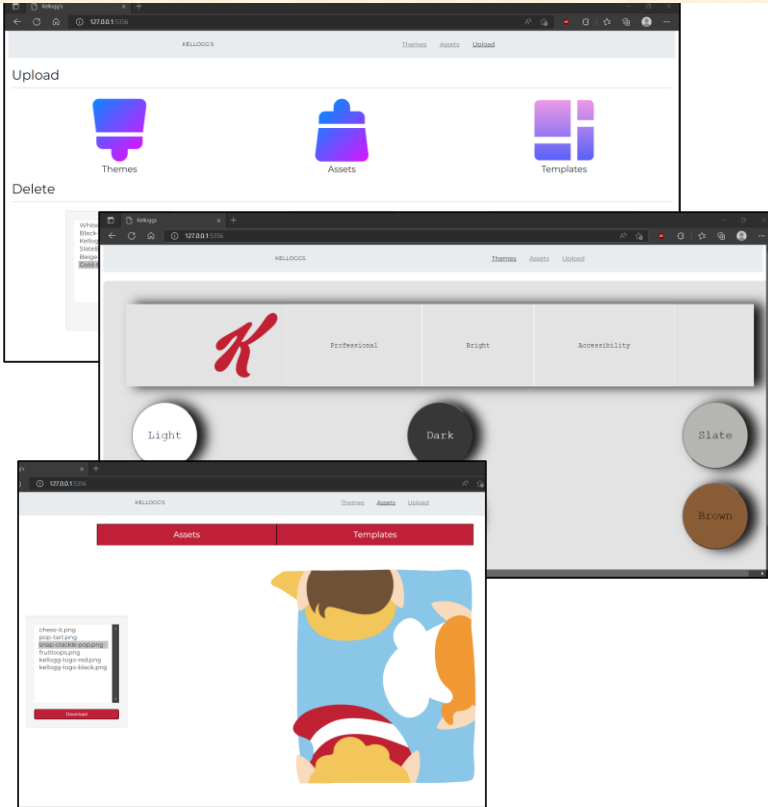 Kellogg's
127.0.0.1:5356
KELLOGG'S
Themes Assets Upload
Upload
Themes Assets Templates
Delete
White
Black-
Kellog
SlateB
Beige
Gold-
Kelloggs
127.0.0.1:5356
KELLOGGS
Themes Assets Upload
K
Professional Bright Accessibility
Light Dark Slate
Brown
127.0.0.1:5356
KELLOGG'S
Themes Assets Upload
Assets Templates
cheez-it.png
pop-tart.png
snap-crackle-pop.png
fruitloops.png
kellogg-logo-red.png
kellogg-logo-black.png
Download